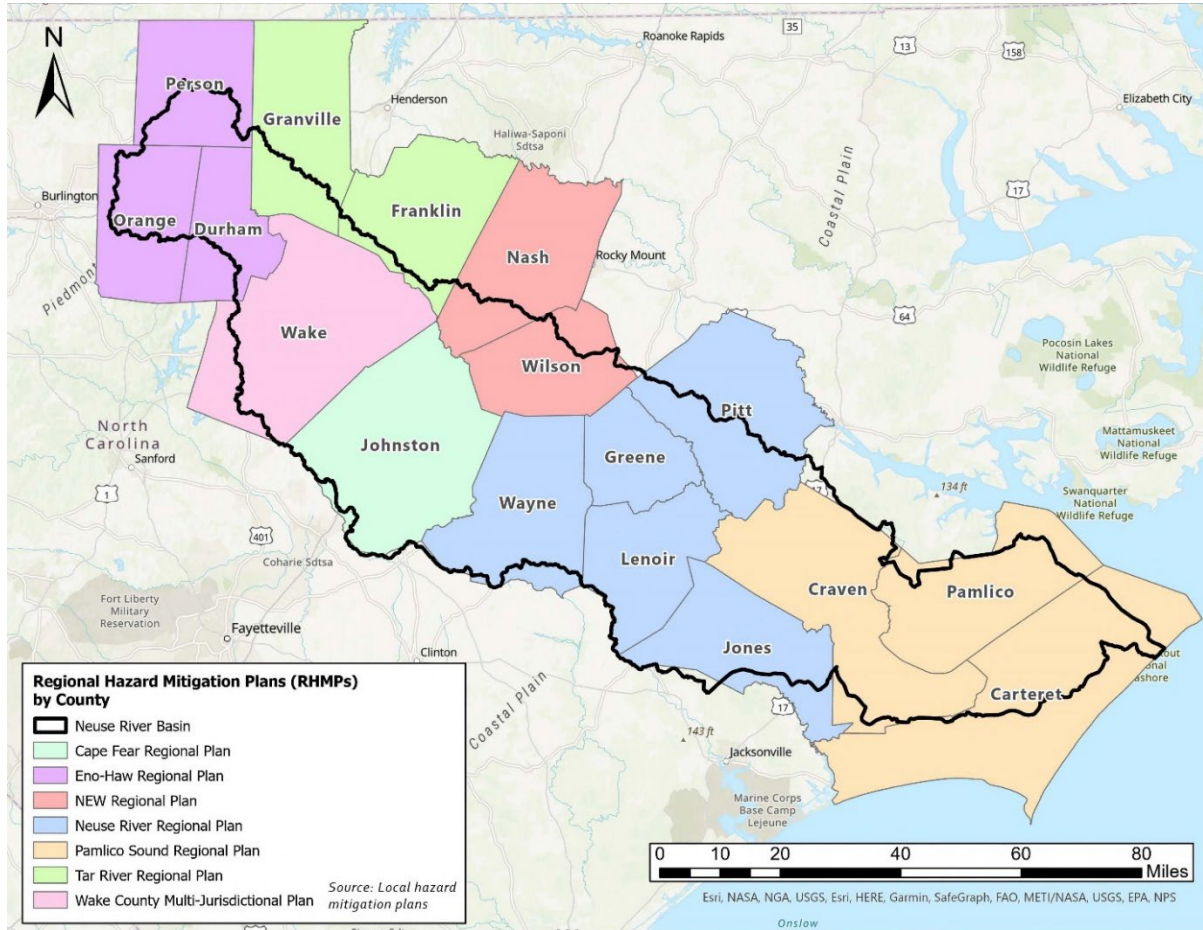 N
35
Roanoke Rapids
13
158
Person
Henderson
Elizabeth City
Granville
Haliwa-Saponi
Sdtsa
Coastal Plain
17
Burlington
Franklin
Orange
Durham
Nash
Rocky Mount
Piedmont
64
Wake
Pocosin Lakes
National
Wildlife Refuge
Wilson
Pitt
North
Carolina
Sanford
Johnston
Greene
Mattamuskeet
National
Wildlife Refuge
1
Wayne
17
134 ft
Swanquarter
National
Wildlife Refuge
401
Coharie Sdtsa
Lenoir
Craven
Pamlico
Fort Liberty
Military
Reservation
Fayetteville
Clinton
Jones
Carteret
out
onal
ashore
Coastal Plain
17
143 ft
Jacksonville
Marine Corps
Base Camp
Lejeune
Regional Hazard Mitigation Plans (RHMPs)
by County
Neuse River Basin
Cape Fear Regional Plan
Eno-Haw Regional Plan
NEW Regional Plan
Neuse River Regional Plan
Pamlico Sound Regional Plan
Tar River Regional Plan
Wake County Multi-Jurisdictional Plan
Source: Local hazard
mitigation plans
0 10 20 40 60 80
Miles
Esri, NASA, NGA, USGS, Esri, HERE, Garmin, SafeGraph, FAO, METI/NASA, USGS, EPA, NPS
Onslow